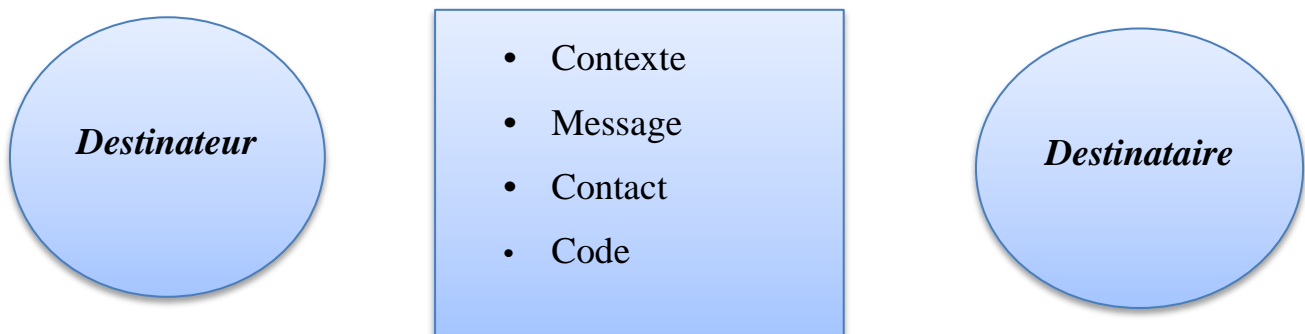 Destinateur
• Contexte
• Message
• Contact
• Code
Destinataire